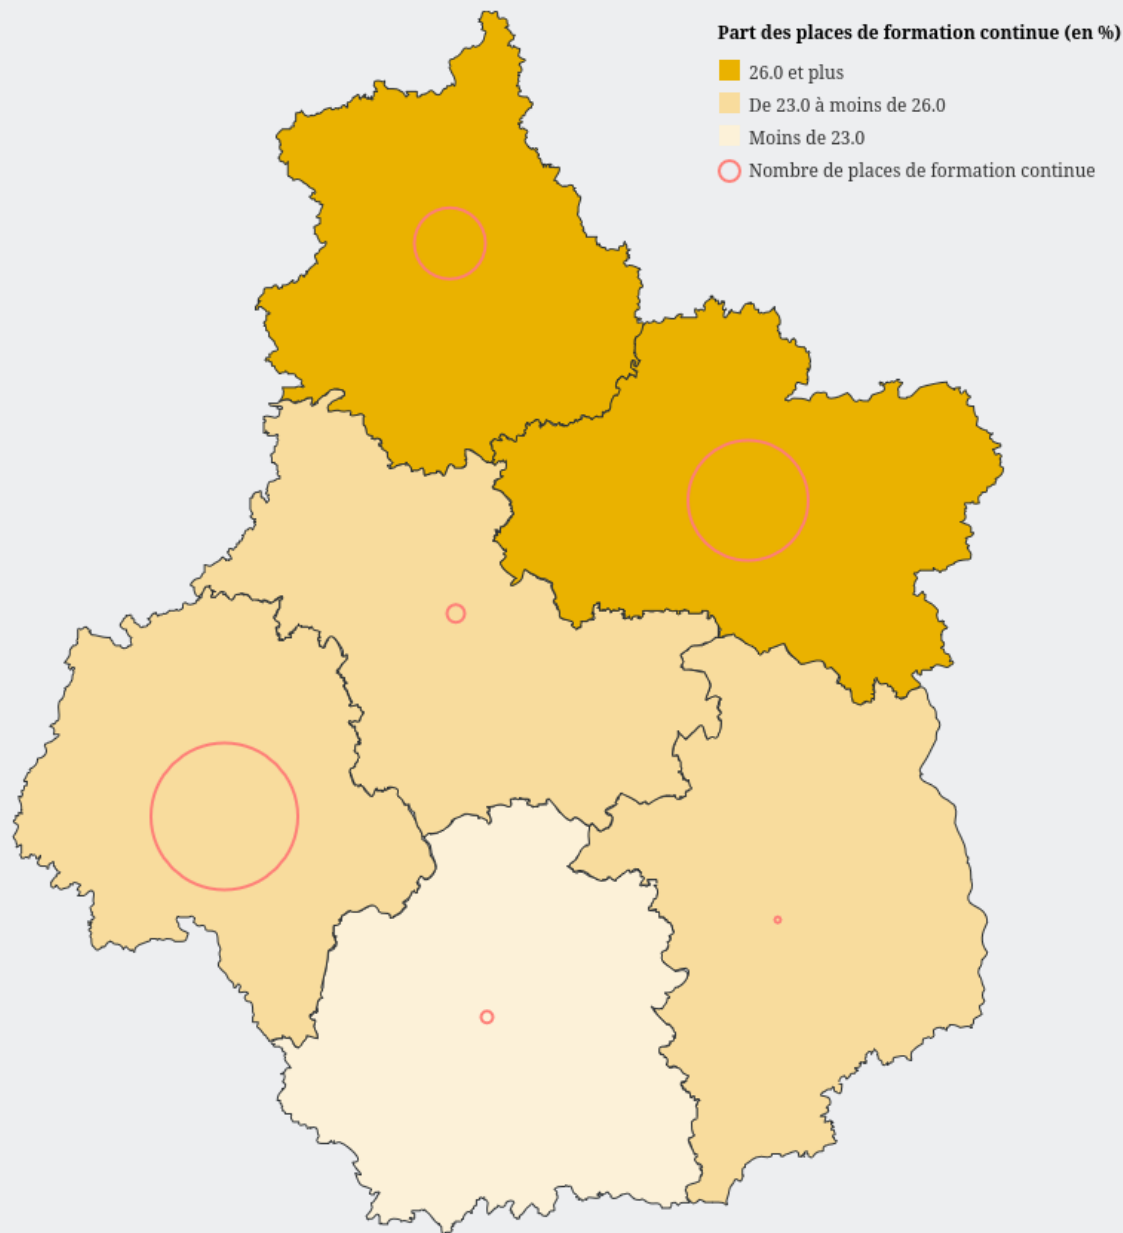 Part des places de formation continue (en %)
26.0 et plus
De 23.0 à moins de 26.0
Moins de 23.0
Nombre de places de formation continue